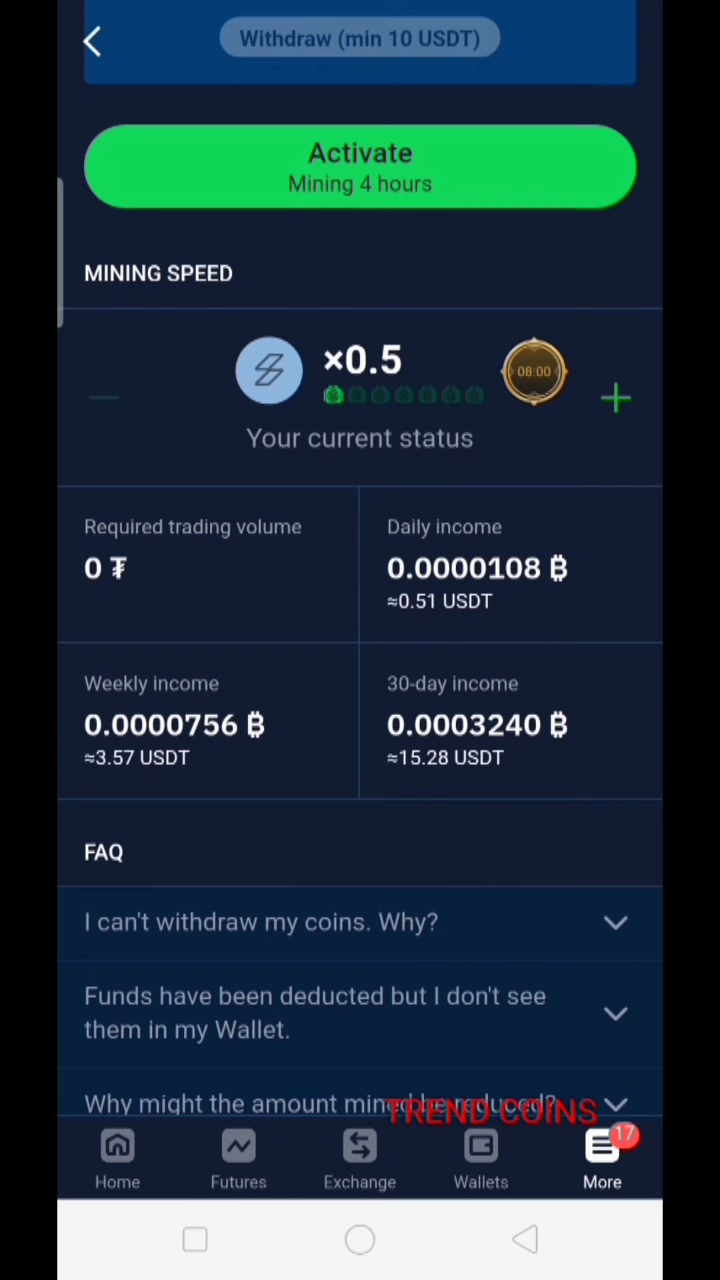 Withdraw (min 10 USDT)
Activate
Mining 4 hours
MINING SPEED
×0.5
08:00
Your current status
Required trading volume
0 ₮
Daily income
0.0000108 ₿
≈0.51 USDT
Weekly income
0.0000756 ₿
≈3.57 USDT
30-day income
0.0003240 ₿
≈15.28 USDT
FAQ
I can't withdraw my coins. Why?
Funds have been deducted but I don't see
them in my Wallet.
Why might the amount mined be reduced?
TREND COINS
17
Home
Futures
Exchange
Wallets
More